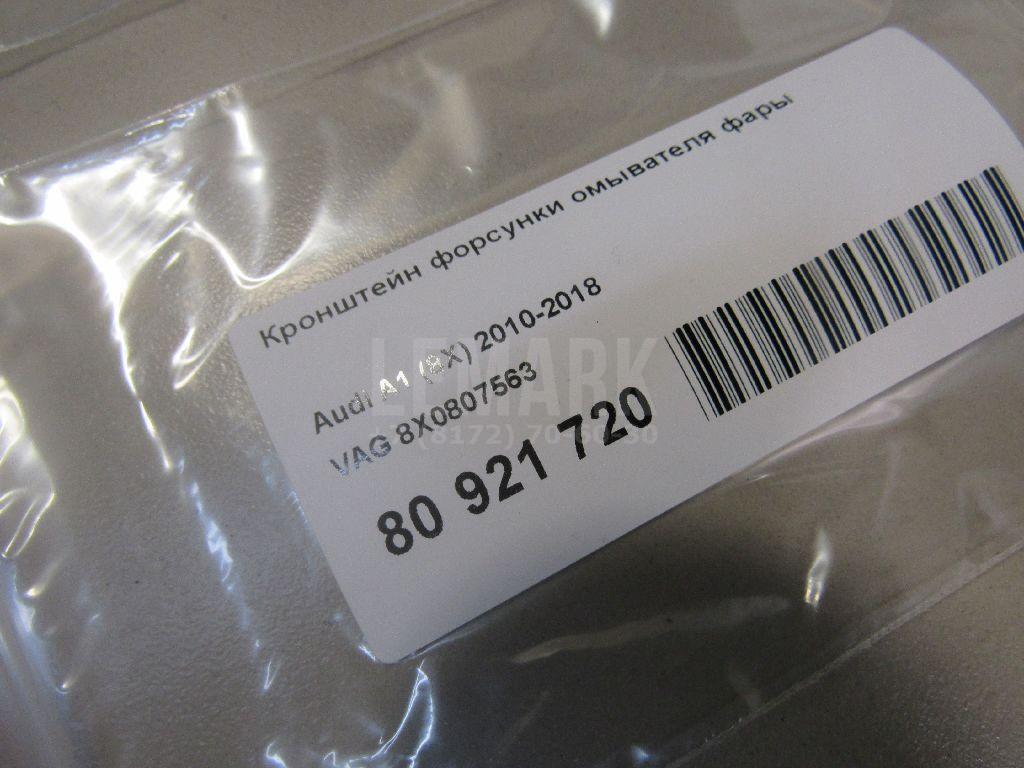 Кронштейн форсунки омывателя фары
Audi A1 (8X) 2010-2018
VAG 8X0807563
80 921 720
LEMARK